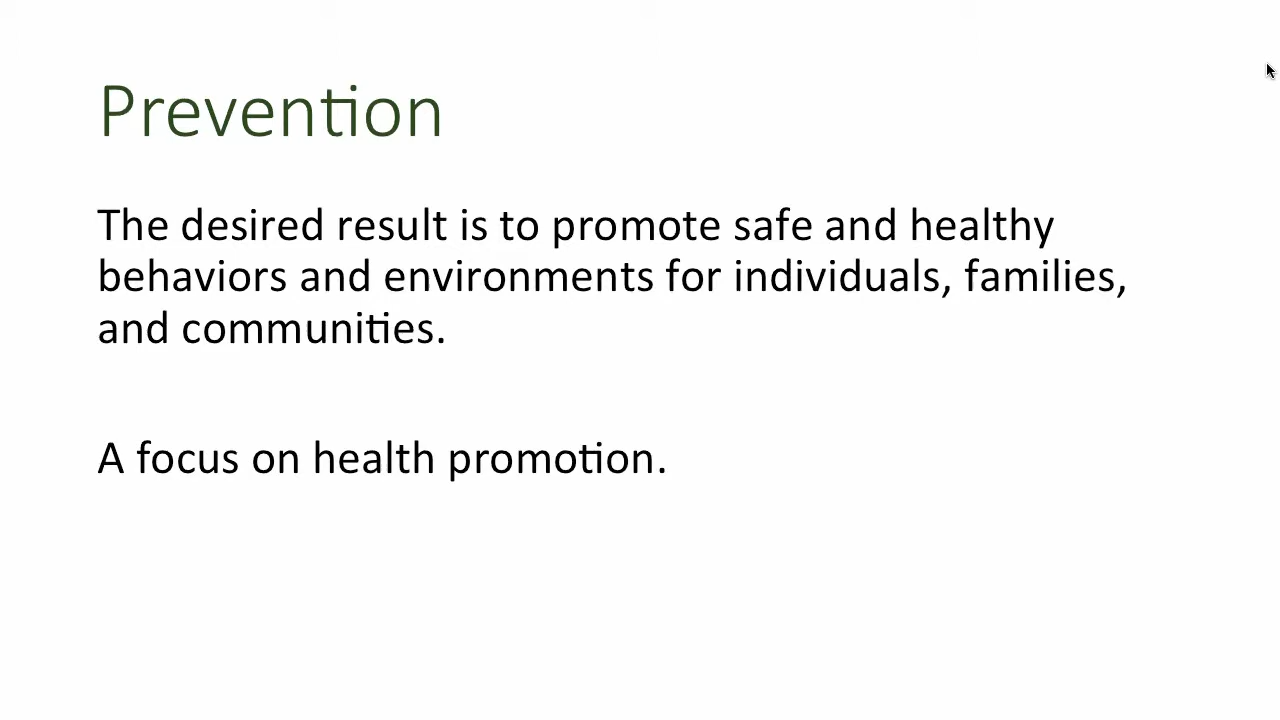 Prevention
The desired result is to promote safe and healthy
behaviors and environments for individuals, families,
and communities.
A focus on health promotion.